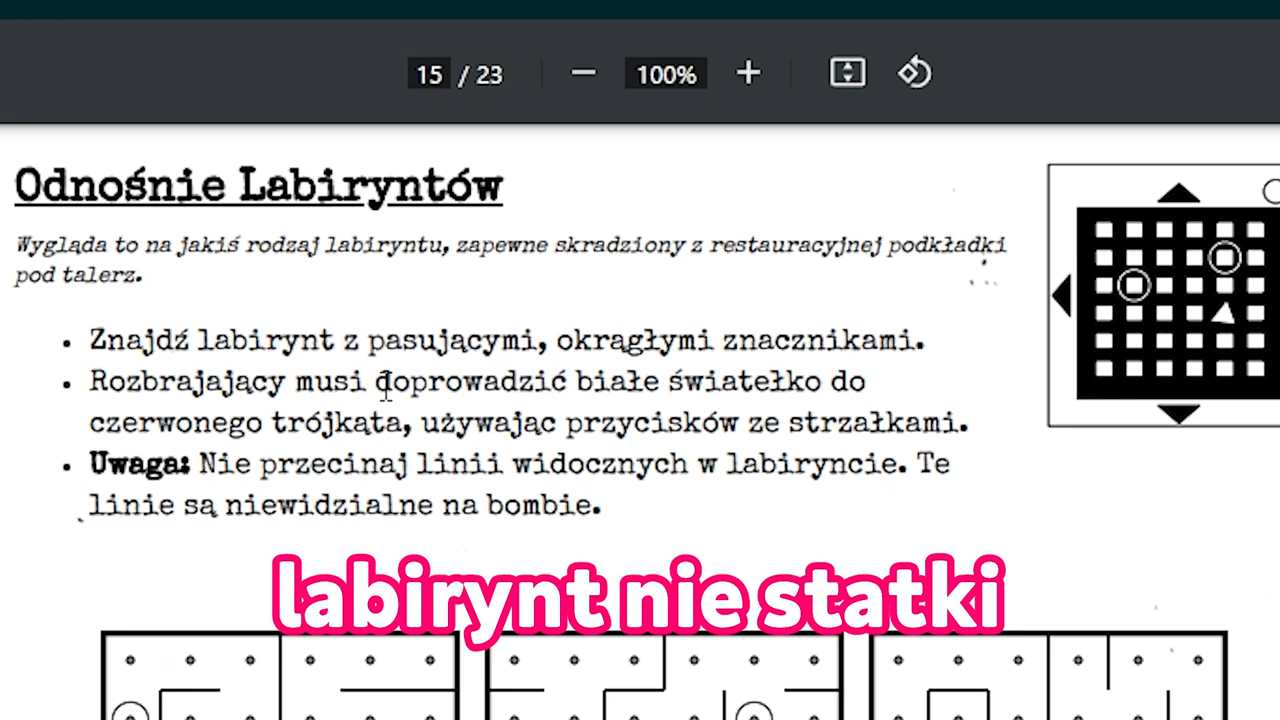 15 / 23
100%
Odnośnie Labiryntów
Wygląda to na jakiś rodzaj labiryntu, zapewne skradziony z restauracyjnej podkładki
pod talerz.
• Znajdź labirynt z pasującymi, okrągłymi znacznikami.
• Rozbrajający musi doprowadzić białe światełko do
czerwonego trójkąta, używając przycisków ze strzałkami.
• Uwaga: Nie przecinaj linii widocznych w labiryncie. Te
linie są niewidzialne na bombie.
labirynt nie statki